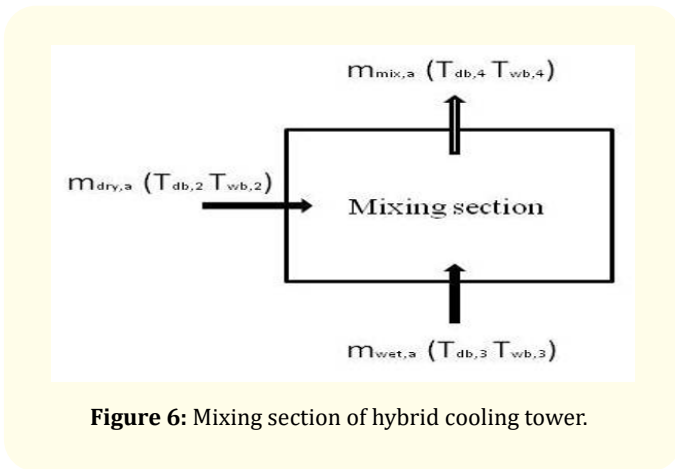 mmix,a (Tdb,4 Twb,4)
mdry,a (Tdb,2 Twb,2)
Mixing section
mwet,a (Tdb,3 Twb,3)
Figure 6: Mixing section of hybrid cooling tower.